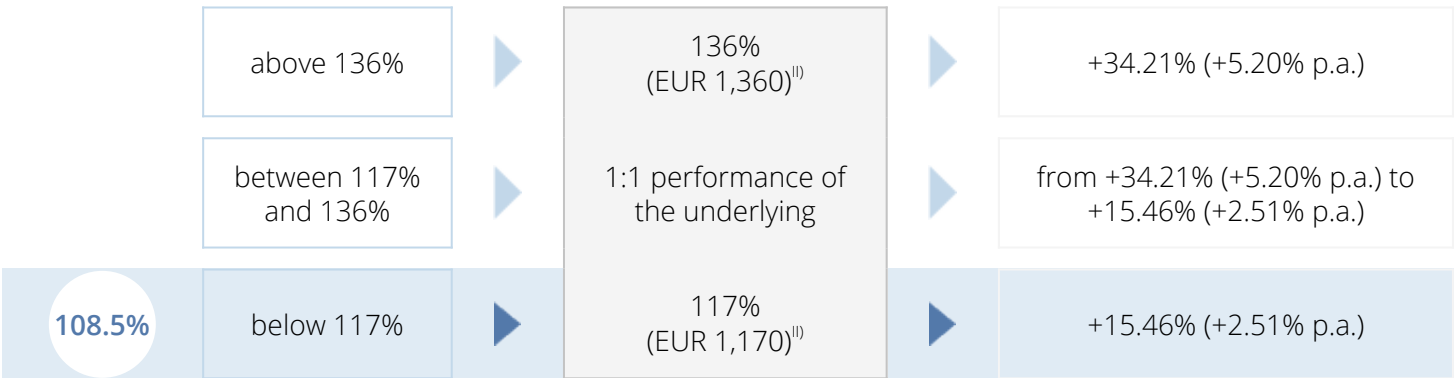 above 136%
136%
(EUR 1,360)II)
+34.21% (+5.20% p.a.)
between 117%
and 136%
1:1 performance of
the underlying
from +34.21% (+5.20% p.a.) to
+15.46% (+2.51% p.a.)
108.5%
below 117%
117%
(EUR 1,170)II)
+15.46% (+2.51% p.a.)